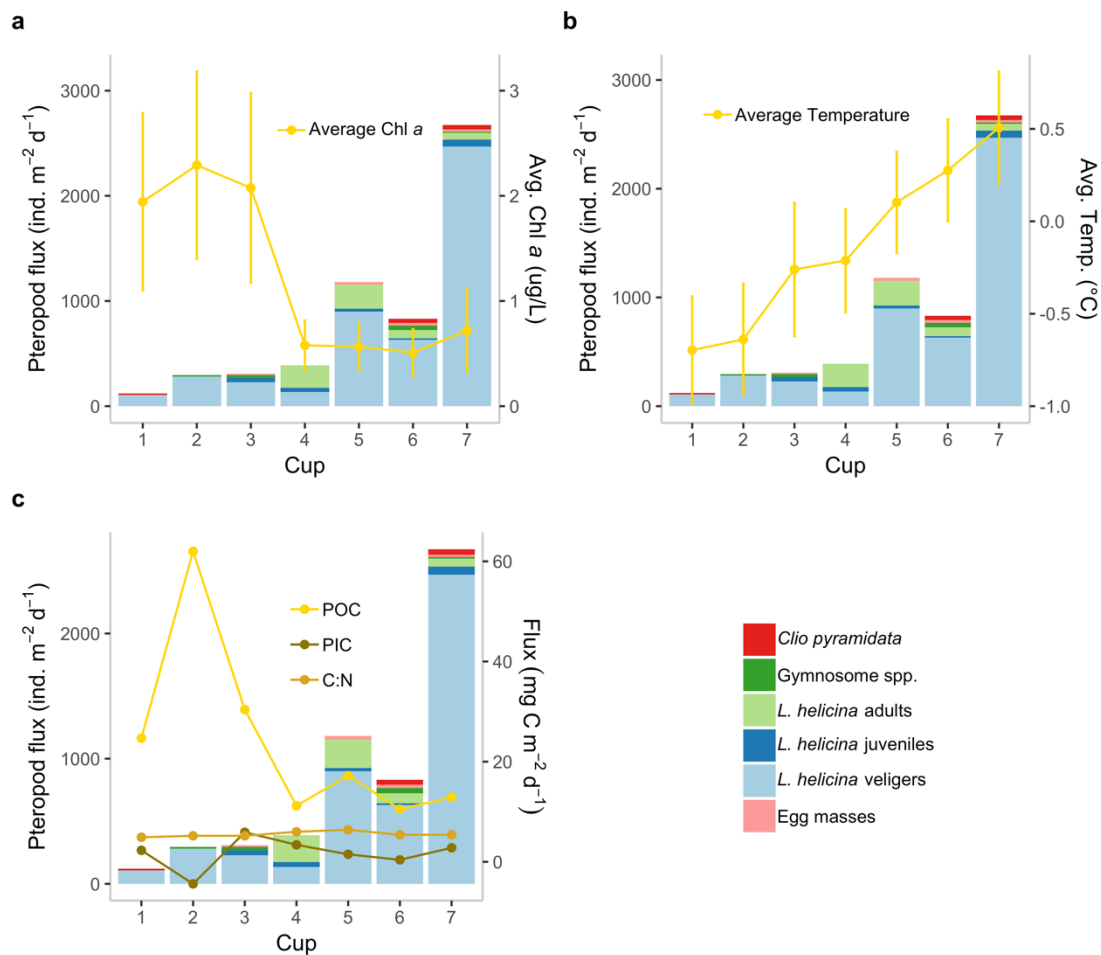 a
Pteropod flux (ind. m⁻² d⁻¹)
3000
2000
1000
0
Average Chl a
3
2
1
0
Avg. Chl a (ug/L)
1 2 3 4 5 6 7
Cup
b
Pteropod flux (ind. m⁻² d⁻¹)
3000
2000
1000
0
Average Temperature
0.5
0.0
-0.5
-1.0
Avg. Temp. (°C)
1 2 3 4 5 6 7
Cup
c
Pteropod flux (ind. m⁻² d⁻¹)
2000
1000
0
POC
PIC
C:N
60
40
20
0
Flux (mg C m⁻² d⁻¹)
1 2 3 4 5 6 7
Cup
Clio pyramidata
Gymnosome spp.
L. helicina adults
L. helicina juveniles
L. helicina veligers
Egg masses